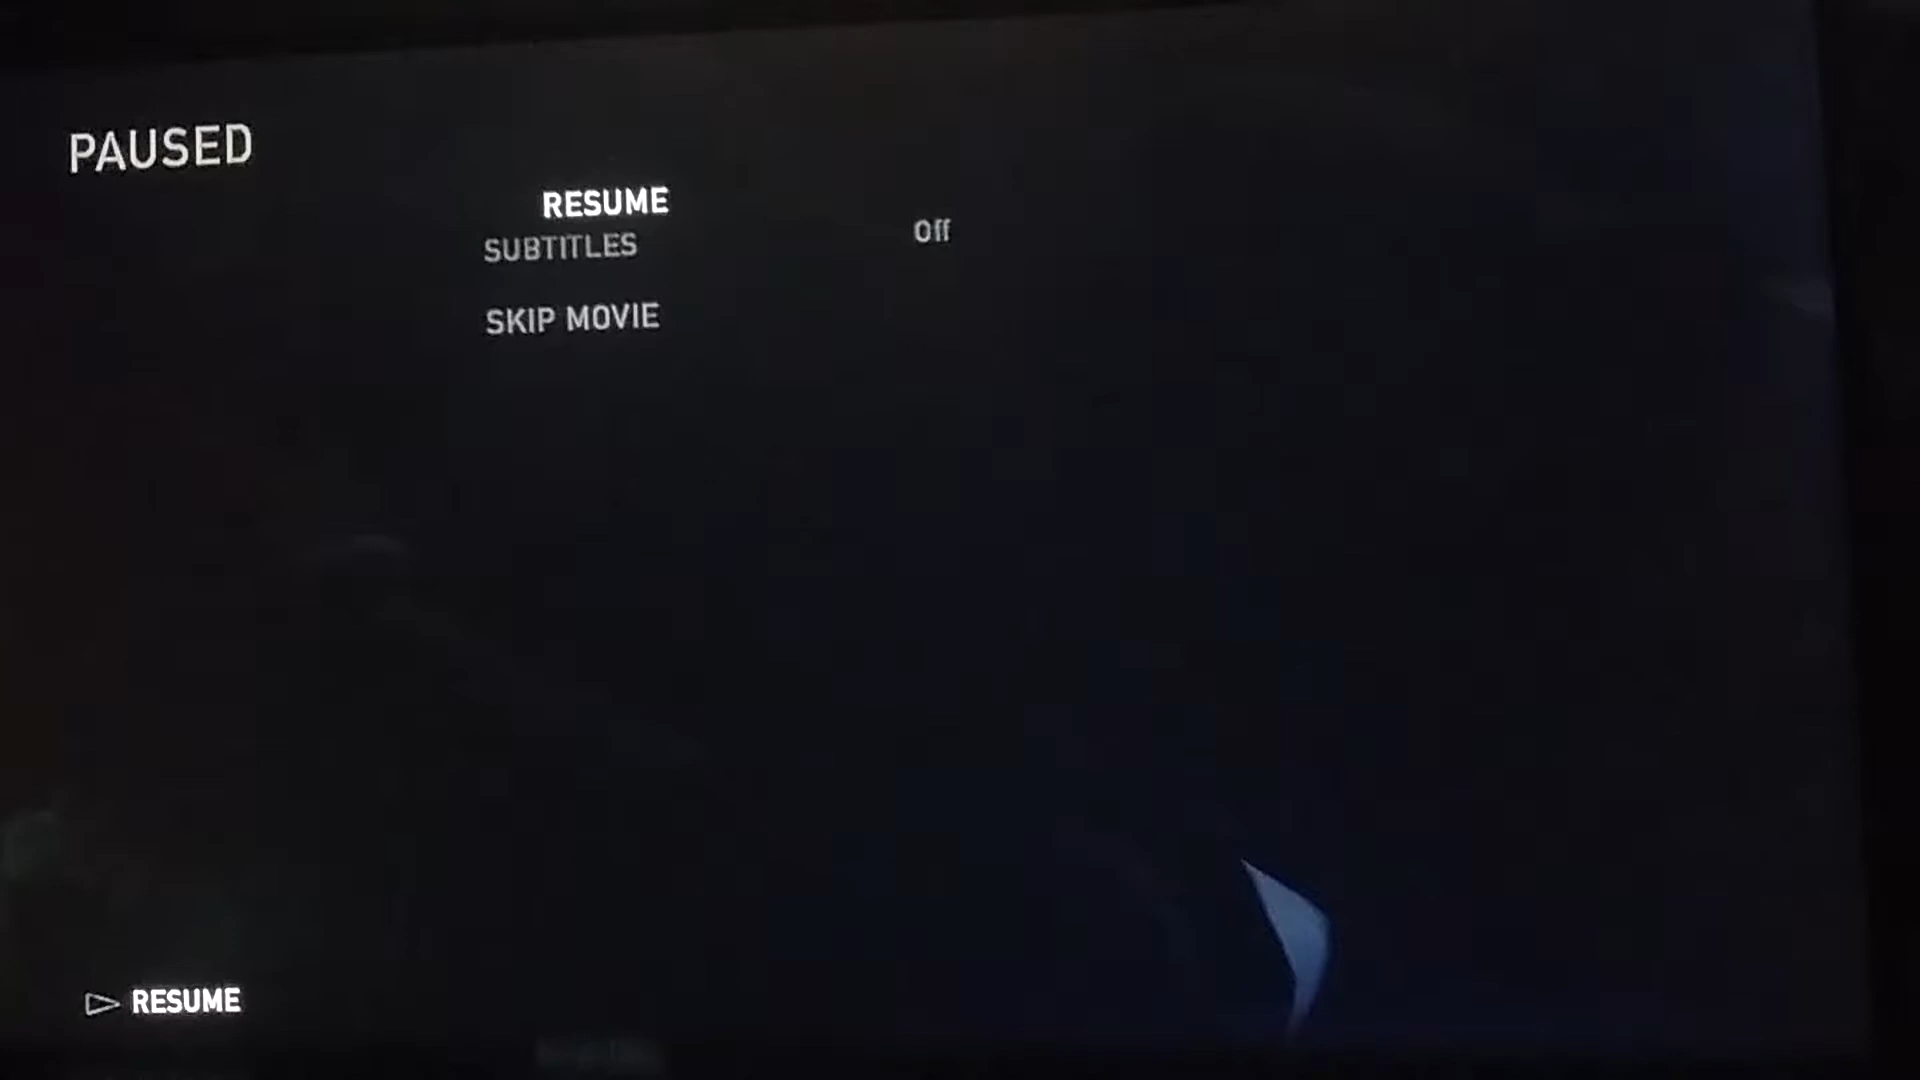 PAUSED
RESUME
SUBTITLES Off
SKIP MOVIE
RESUME